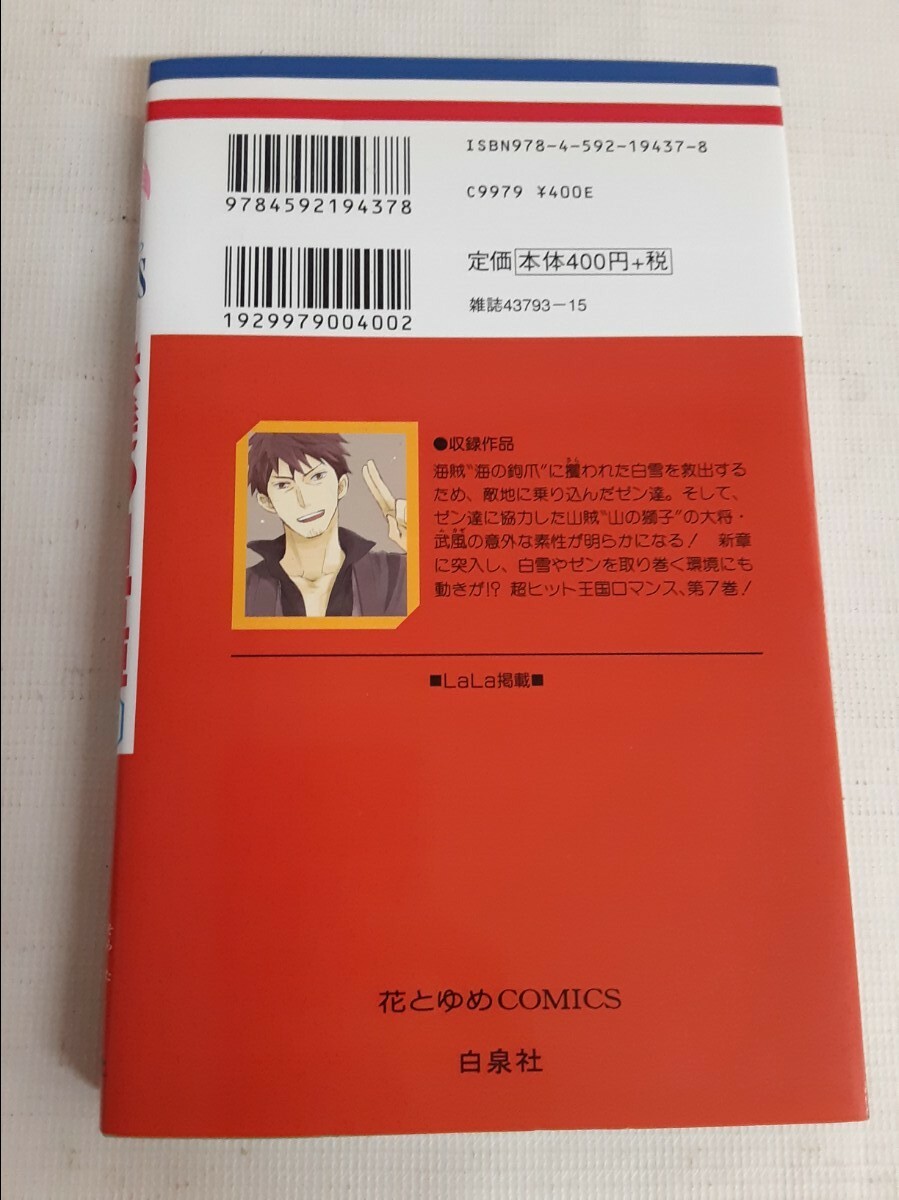 ISBN978-4-592-19437-8
9784592194378
C9979 ¥400E
定価 本体400円+税
1929979004002
雑誌43793-15
●収録作品
海賊“海の鉤爪”に攫われた白雪を救出する
ため、敵地に乗り込んだゼン達。そして、
ゼン達に協力した山賊“山の獅子”の大将・
武風の意外な素性が明らかになる! 新章
に突入し、白雪やゼンを取り巻く環境にも
動きが!? 超ヒット王国ロマンス、第7巻!
■LaLa掲載■
花とゆめCOMICS
白泉社